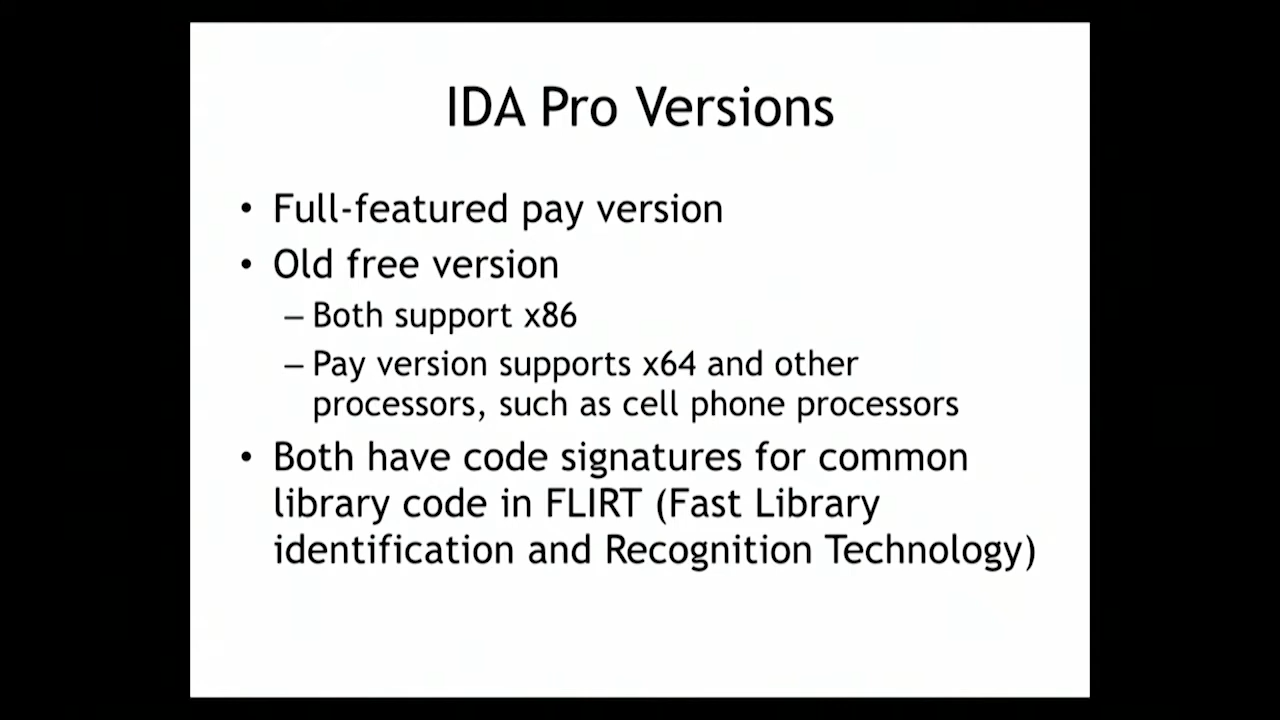 IDA Pro Versions
• Full-featured pay version
• Old free version
– Both support x86
– Pay version supports x64 and other
processors, such as cell phone processors
• Both have code signatures for common
library code in FLIRT (Fast Library
identification and Recognition Technology)